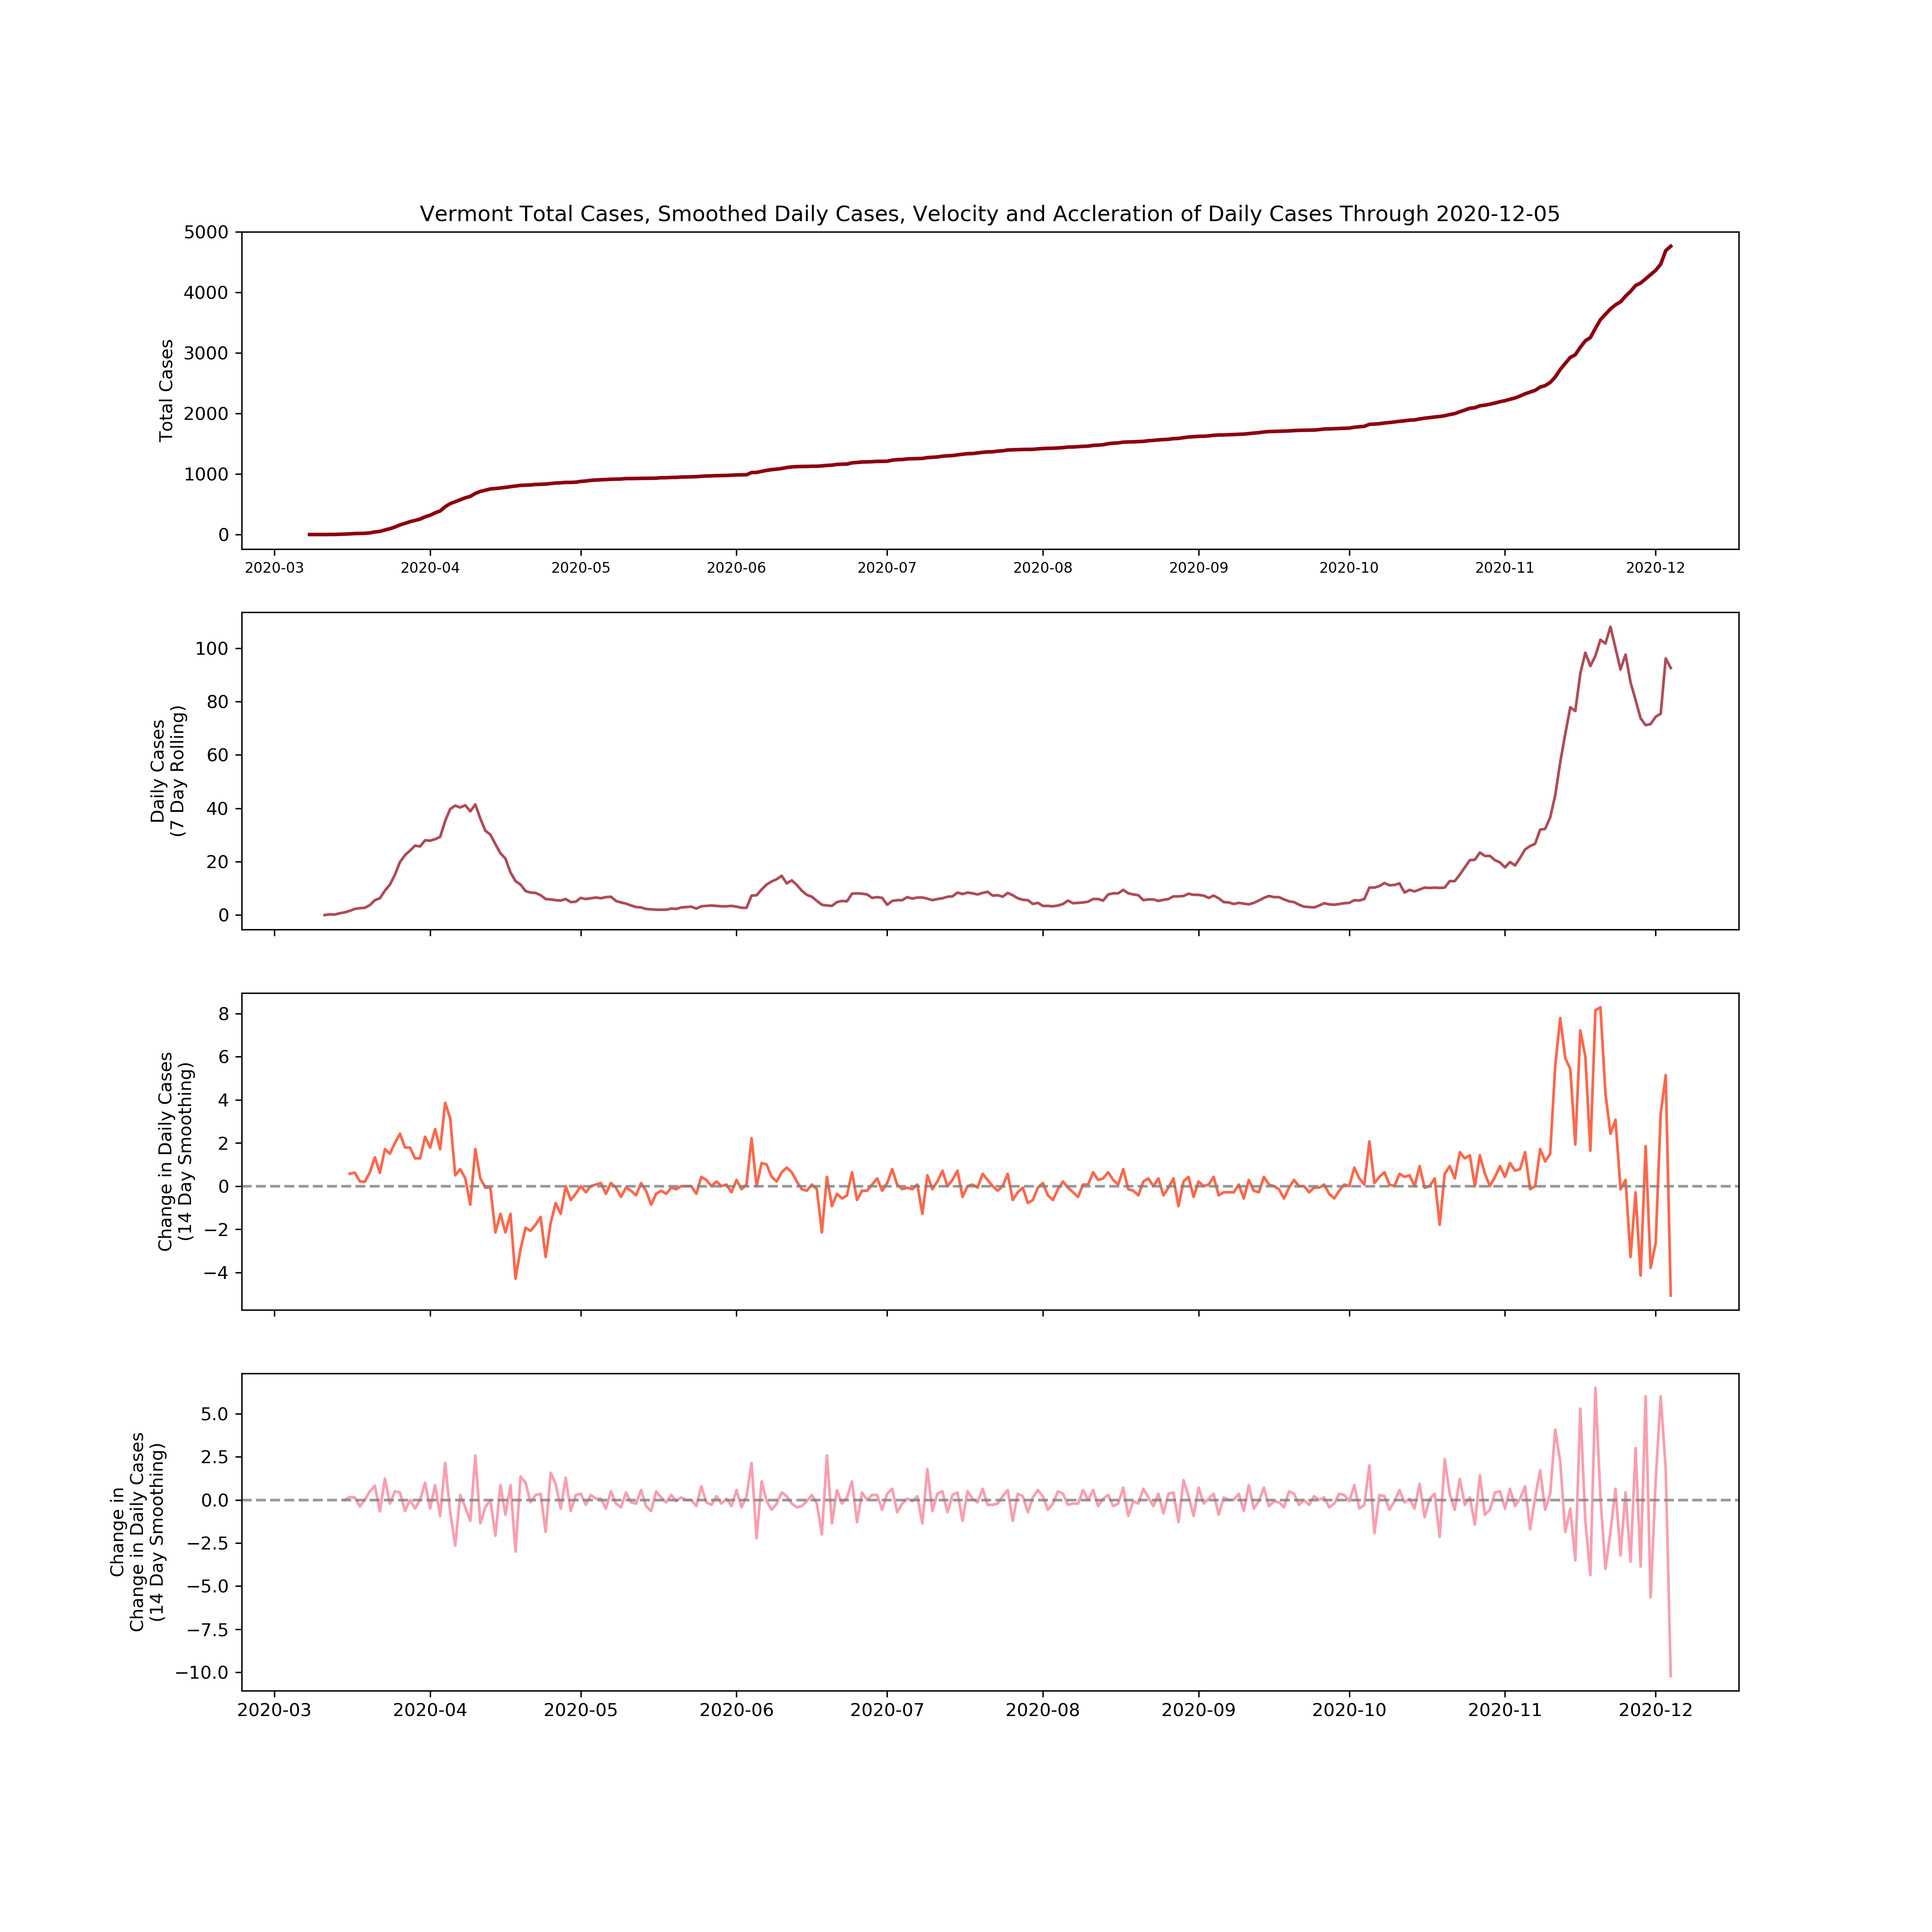 Vermont Total Cases, Smoothed Daily Cases, Velocity and Accleration of Daily Cases Through 2020-12-05
Total Cases
5000
4000
3000
2000
1000
0
2020-03 2020-04 2020-05 2020-06 2020-07 2020-08 2020-09 2020-10 2020-11 2020-12
Daily Cases
(7 Day Rolling)
100
80
60
40
20
0
Change in Daily Cases
(14 Day Smoothing)
8
6
4
2
0
−2
−4
Change in
Change in Daily Cases
(14 Day Smoothing)
5.0
2.5
0.0
−2.5
−5.0
−7.5
−10.0
2020-03 2020-04 2020-05 2020-06 2020-07 2020-08 2020-09 2020-10 2020-11 2020-12